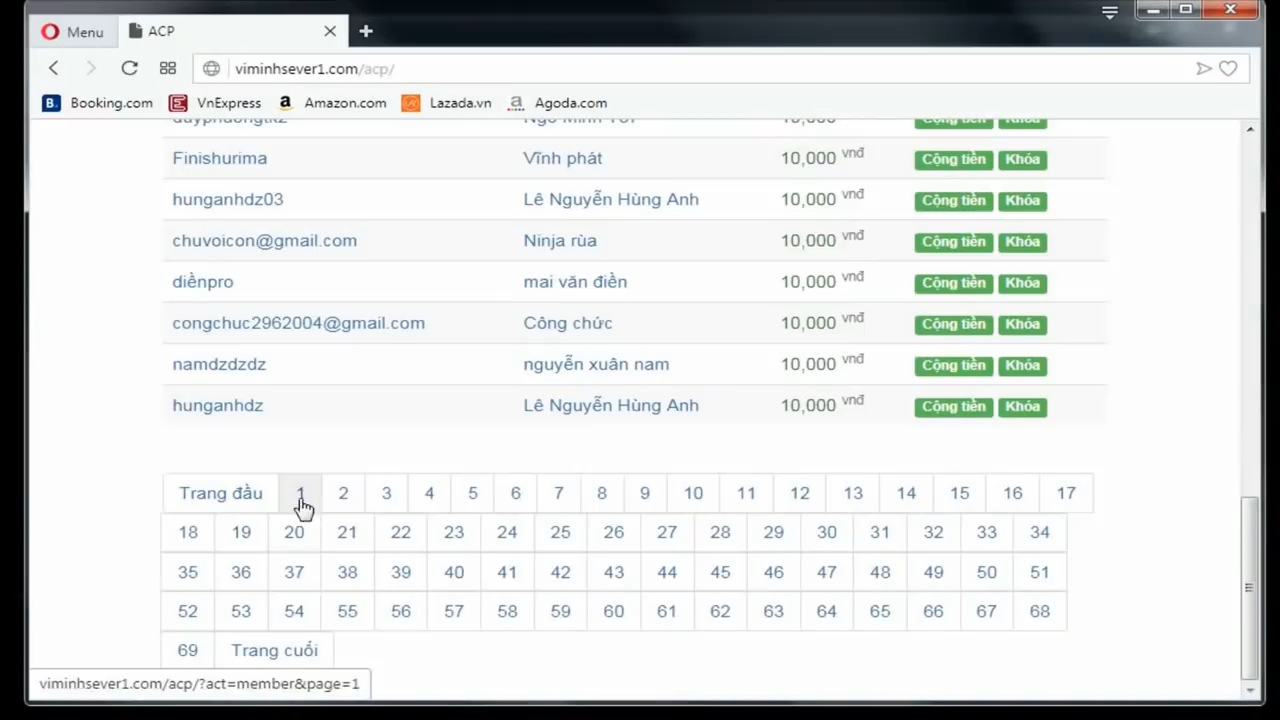 Menu ACP
viminhsever1.com/acp/
B. Booking.com VnExpress a Amazon.com Lazada.vn a Agoda.com
Cộng tiền Khóa
Finishurima Vĩnh phát 10,000 vnđ Cộng tiền Khóa
hunganhdz03 Lê Nguyễn Hùng Anh 10,000 vnđ Cộng tiền Khóa
chuvoicon@gmail.com Ninja rùa 10,000 vnđ Cộng tiền Khóa
diềnpro mai văn điền 10,000 vnđ Cộng tiền Khóa
congchuc2962004@gmail.com Công chức 10,000 vnđ Cộng tiền Khóa
namdzdzdz nguyễn xuân nam 10,000 vnđ Cộng tiền Khóa
hunganhdz Lê Nguyễn Hùng Anh 10,000 vnđ Cộng tiền Khóa
Trang đầu 1 2 3 4 5 6 7 8 9 10 11 12 13 14 15 16 17
18 19 20 21 22 23 24 25 26 27 28 29 30 31 32 33 34
35 36 37 38 39 40 41 42 43 44 45 46 47 48 49 50 51
52 53 54 55 56 57 58 59 60 61 62 63 64 65 66 67 68
69 Trang cuối
viminhsever1.com/acp/?act=member&page=1